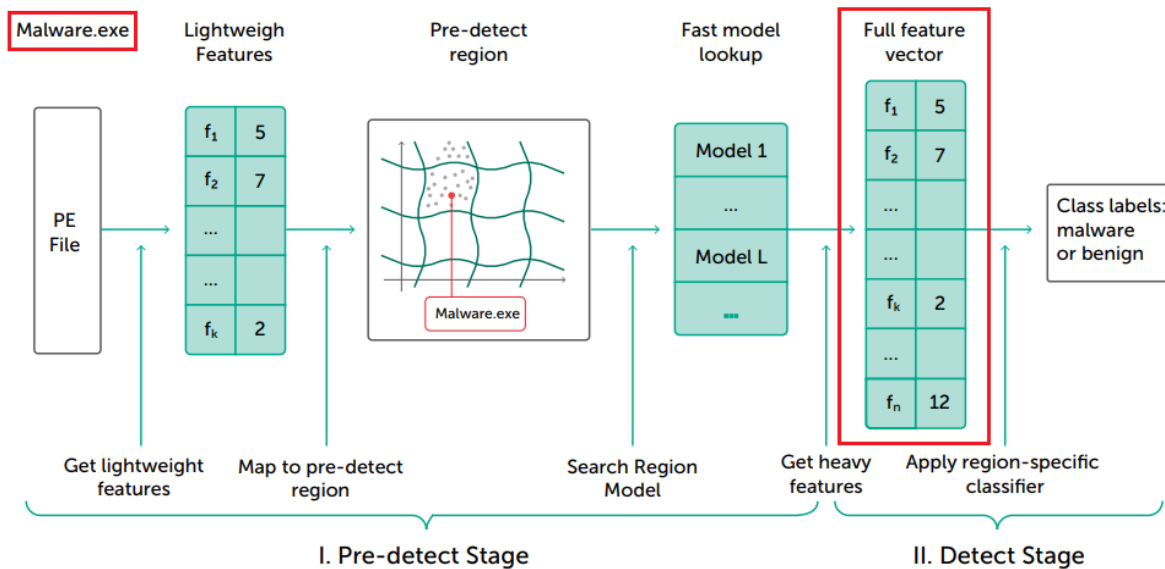 Malware.exe
Lightweigh
Features
Pre-detect
region
Fast model
lookup
Full feature
vector
PE
File
f₁ 5
f₂ 7
...
...
fₖ 2
Malware.exe
Model 1
...
Model L
...
f₁ 5
f₂ 7
...
...
fₖ 2
...
fₙ 12
Class labels:
malware
or benign
Get lightweight
features
Map to pre-detect
region
Search Region
Model
Get heavy
features
Apply region-specific
classifier
I. Pre-detect Stage
II. Detect Stage